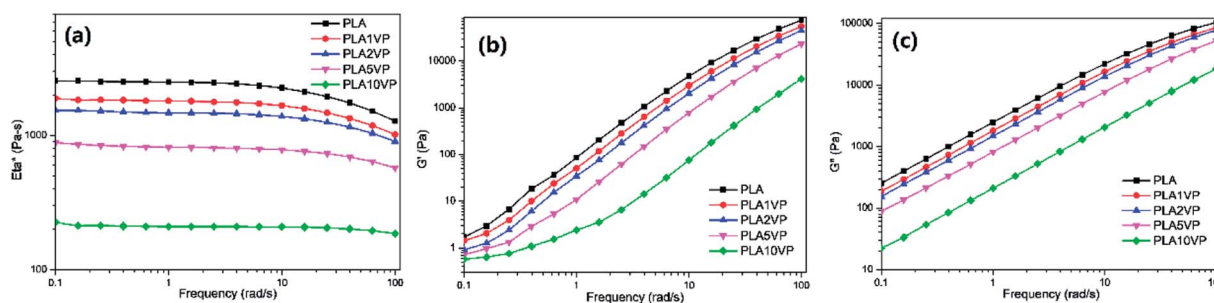 (a)
PLA
PLA1VP
PLA2VP
PLA5VP
PLA10VP
Eta* (Pa-s)
1000
100
0.1
1
10
100
Frequency (rad/s)
(b)
G' (Pa)
10000
1000
100
10
1
PLA
PLA1VP
PLA2VP
PLA5VP
PLA10VP
0.1
1
10
100
Frequency (rad/s)
(c)
G" (Pa)
100000
10000
1000
100
10
PLA
PLA1VP
PLA2VP
PLA5VP
PLA10VP
0.1
1
10
Frequency (rad/s)